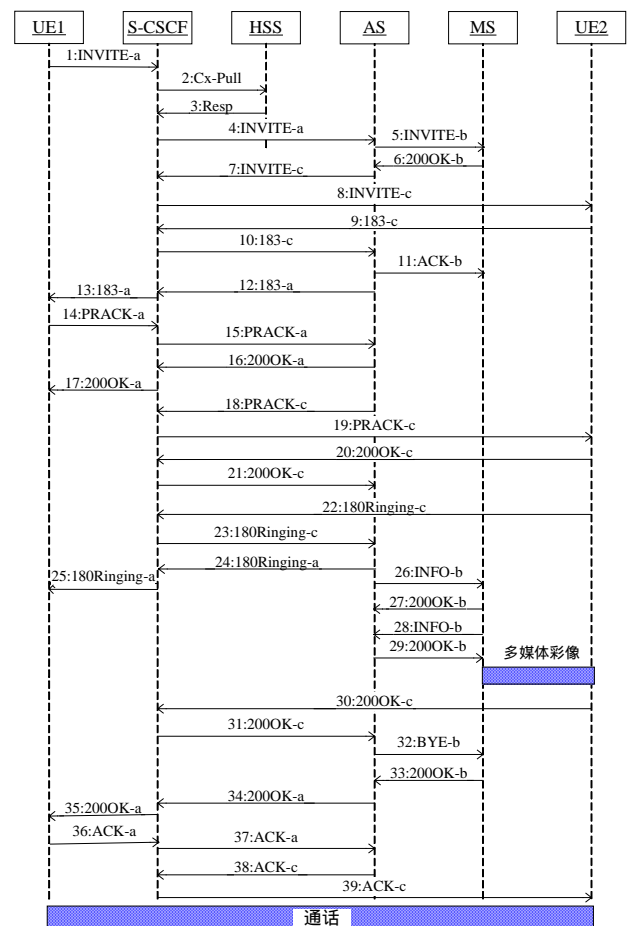 UE1 S-CSCF HSS AS MS UE2
1:INVITE-a
2:Cx-Pull
3:Resp
4:INVITE-a
5:INVITE-b
6:200OK-b
7:INVITE-c
8:INVITE-c
9:183-c
10:183-c
11:ACK-b
12:183-a
13:183-a
14:PRACK-a
15:PRACK-a
16:200OK-a
17:200OK-a
18:PRACK-c
19:PRACK-c
20:200OK-c
21:200OK-c
22:180Ringing-c
23:180Ringing-c
24:180Ringing-a
25:180Ringing-a
26:INFO-b
27:200OK-b
28:INFO-b
29:200OK-b
多媒体彩像
30:200OK-c
31:200OK-c
32:BYE-b
33:200OK-b
34:200OK-a
35:200OK-a
36:ACK-a
37:ACK-a
38:ACK-c
39:ACK-c
通话